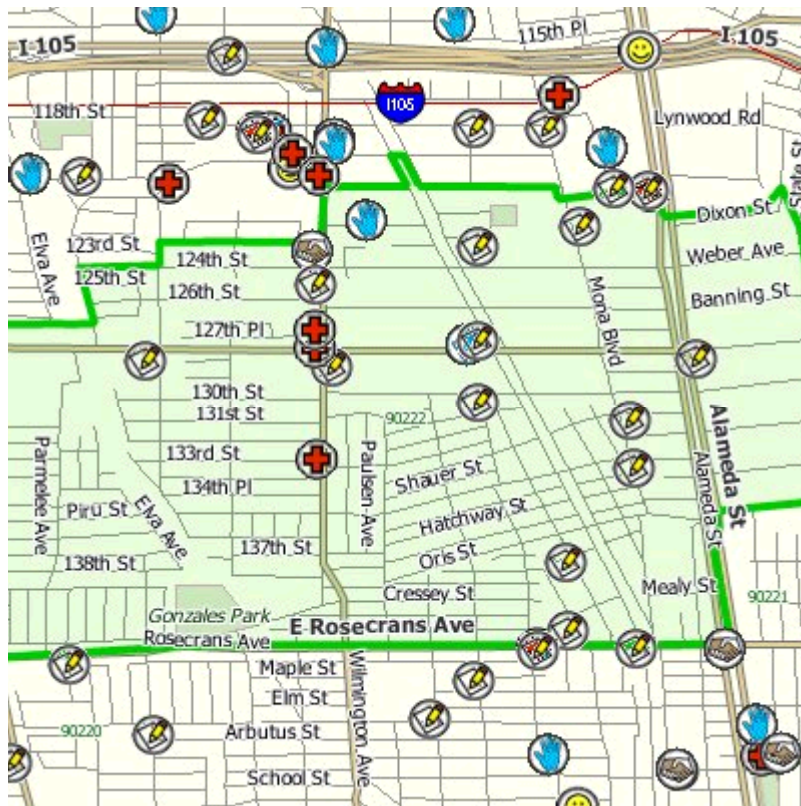 115th Pl
I 105
I 105
I105
118th St
Lynwood Rd
State St
Dixon St
Elva Ave
123rd St
124th St
Weber Ave
125th St
126th St
Banning St
127th Pl
Mona Blvd
130th St
131st St
90222
Alameda St
Parmelee Ave
133rd St
Paulsen Ave
Shauer St
Alameda St
134th Pl
Elva Ave
Piru St
Hatchway St
137th St
Oris St
138th St
Cressey St
Mealy St
90221
Gonzales Park
E Rosecrans Ave
Rosecrans Ave
Maple St
Wilmington Ave
Elm St
90220
Arbutus St
School St